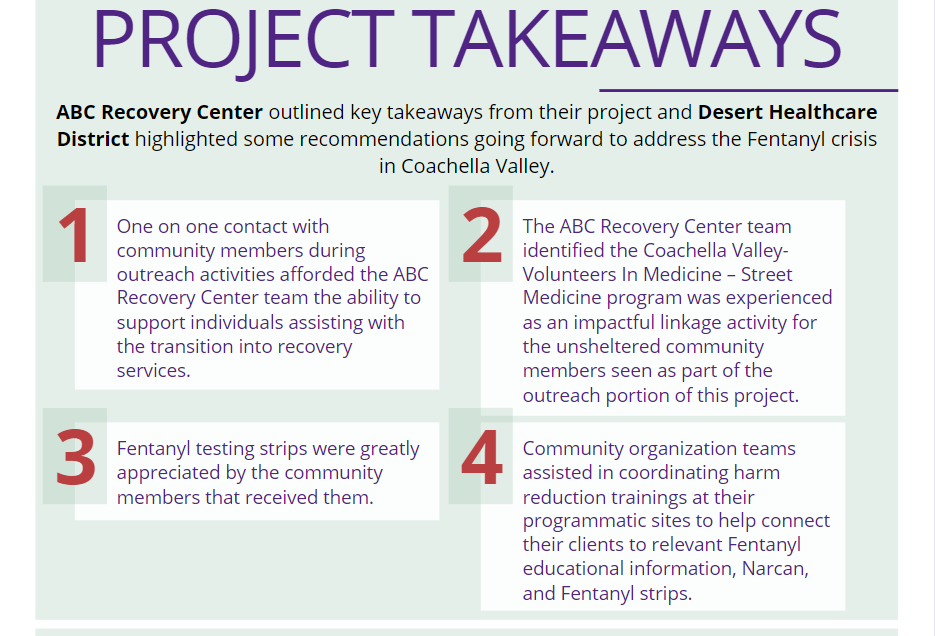 PROJECT TAKEAWAYS
ABC Recovery Center outlined key takeaways from their project and Desert Healthcare
District highlighted some recommendations going forward to address the Fentanyl crisis
in Coachella Valley.
1
One on one contact with
community members during
outreach activities afforded the ABC
Recovery Center team the ability to
support individuals assisting with
the transition into recovery
services.
2
The ABC Recovery Center team
identified the Coachella Valley-
Volunteers In Medicine – Street
Medicine program was experienced
as an impactful linkage activity for
the unsheltered community
members seen as part of the
outreach portion of this project.
3
Fentanyl testing strips were greatly
appreciated by the community
members that received them.
4
Community organization teams
assisted in coordinating harm
reduction trainings at their
programmatic sites to help connect
their clients to relevant Fentanyl
educational information, Narcan,
and Fentanyl strips.